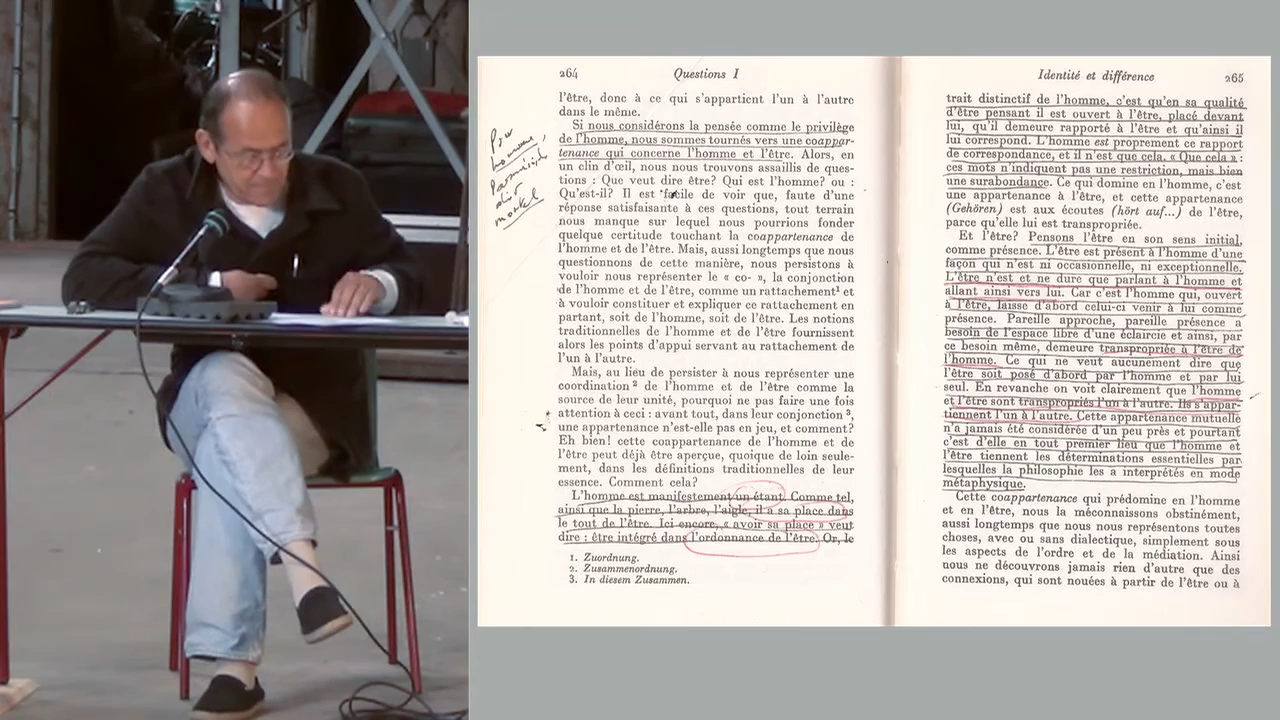 264
Questions I
l'être, donc à ce qui s'appartient l'un à l'autre
dans le même.
Si nous considérons la pensée comme le privilège
de l'homme, nous sommes tournés vers une coappar-
tenance qui concerne l'homme et l'être. Alors, en
un clin d'œil, nous nous trouvons assaillis de ques-
tions : Que veut dire être? Qui est l'homme? ou :
Qu'est-il? Il est facile de voir que, faute d'une
réponse satisfaisante à ces questions, tout terrain
nous manque sur lequel nous pourrions fonder
quelque certitude touchant la coappartenance de
l'homme et de l'être. Mais, aussi longtemps que nous
questionnons de cette manière, nous persistons à
vouloir nous représenter le « co- », la conjonction
de l'homme et de l'être, comme un rattachement¹ et
à vouloir constituer et expliquer ce rattachement en
partant, soit de l'homme, soit de l'être. Les notions
traditionnelles de l'homme et de l'être fournissent
alors les points d'appui servant au rattachement de
l'un à l'autre.
Mais, au lieu de persister à nous représenter une
coordination ² de l'homme et de l'être comme la
source de leur unité, pourquoi ne pas faire une fois
attention à ceci : avant tout, dans leur conjonction ³,
une appartenance n'est-elle pas en jeu, et comment?
Eh bien! cette coappartenance de l'homme et de
l'être peut déjà être aperçue, quoique de loin seule-
ment, dans les définitions traditionnelles de leur
essence. Comment cela?
L'homme est manifestement un étant. Comme tel,
ainsi que la pierre, l'arbre, l'aigle, il a sa place dans
le tout de l'être. Ici encore, « avoir sa place » veut
dire : être intégré dans l'ordonnance de l'être. Or, le
1. Zuordnung.
2. Zusammenordnung.
3. In diesem Zusammen.
Identité et différence
265
trait distinctif de l'homme, c'est qu'en sa qualité
d'être pensant il est ouvert à l'être, placé devant
lui, qu'il demeure rapporté à l'être et qu'ainsi il
lui correspond. L'homme est proprement ce rapport
de correspondance, et il n'est que cela. « Que cela » :
ces mots n'indiquent pas une restriction, mais bien
une surabondance. Ce qui domine en l'homme, c'est
une appartenance à l'être, et cette appartenance
(Gehören) est aux écoutes (hört auf...) de l'être,
parce qu'elle lui est transpropriée.
Et l'être? Pensons l'être en son sens initial,
comme présence. L'être est présent à l'homme d'une
façon qui n'est ni occasionnelle, ni exceptionnelle.
L'être n'est et ne dure que parlant à l'homme et
allant ainsi vers lui. Car c'est l'homme qui, ouvert
à l'être, laisse d'abord celui-ci venir à lui comme
présence. Pareille approche, pareille présence a
besoin de l'espace libre d'une éclaircie et ainsi, par
ce besoin même, demeure transpropriée à l'être de
l'homme. Ce qui ne veut aucunement dire que
l'être soit posé d'abord par l'homme et par lui
seul. En revanche on voit clairement que l'homme
et l'être sont transpropriés l'un à l'autre. Ils s'appar-
tiennent l'un à l'autre. Cette appartenance mutuelle
n'a jamais été considérée d'un peu près et pourtant
c'est d'elle en tout premier lieu que l'homme et
l'être tiennent les déterminations essentielles par
lesquelles la philosophie les a interprétés en mode
métaphysique.
Cette coappartenance qui prédomine en l'homme
et en l'être, nous la méconnaissons obstinément,
aussi longtemps que nous nous représentons toutes
choses, avec ou sans dialectique, simplement sous
les aspects de l'ordre et de la médiation. Ainsi
nous ne découvrons jamais rien d'autre que des
connexions, qui sont nouées à partir de l'être ou à